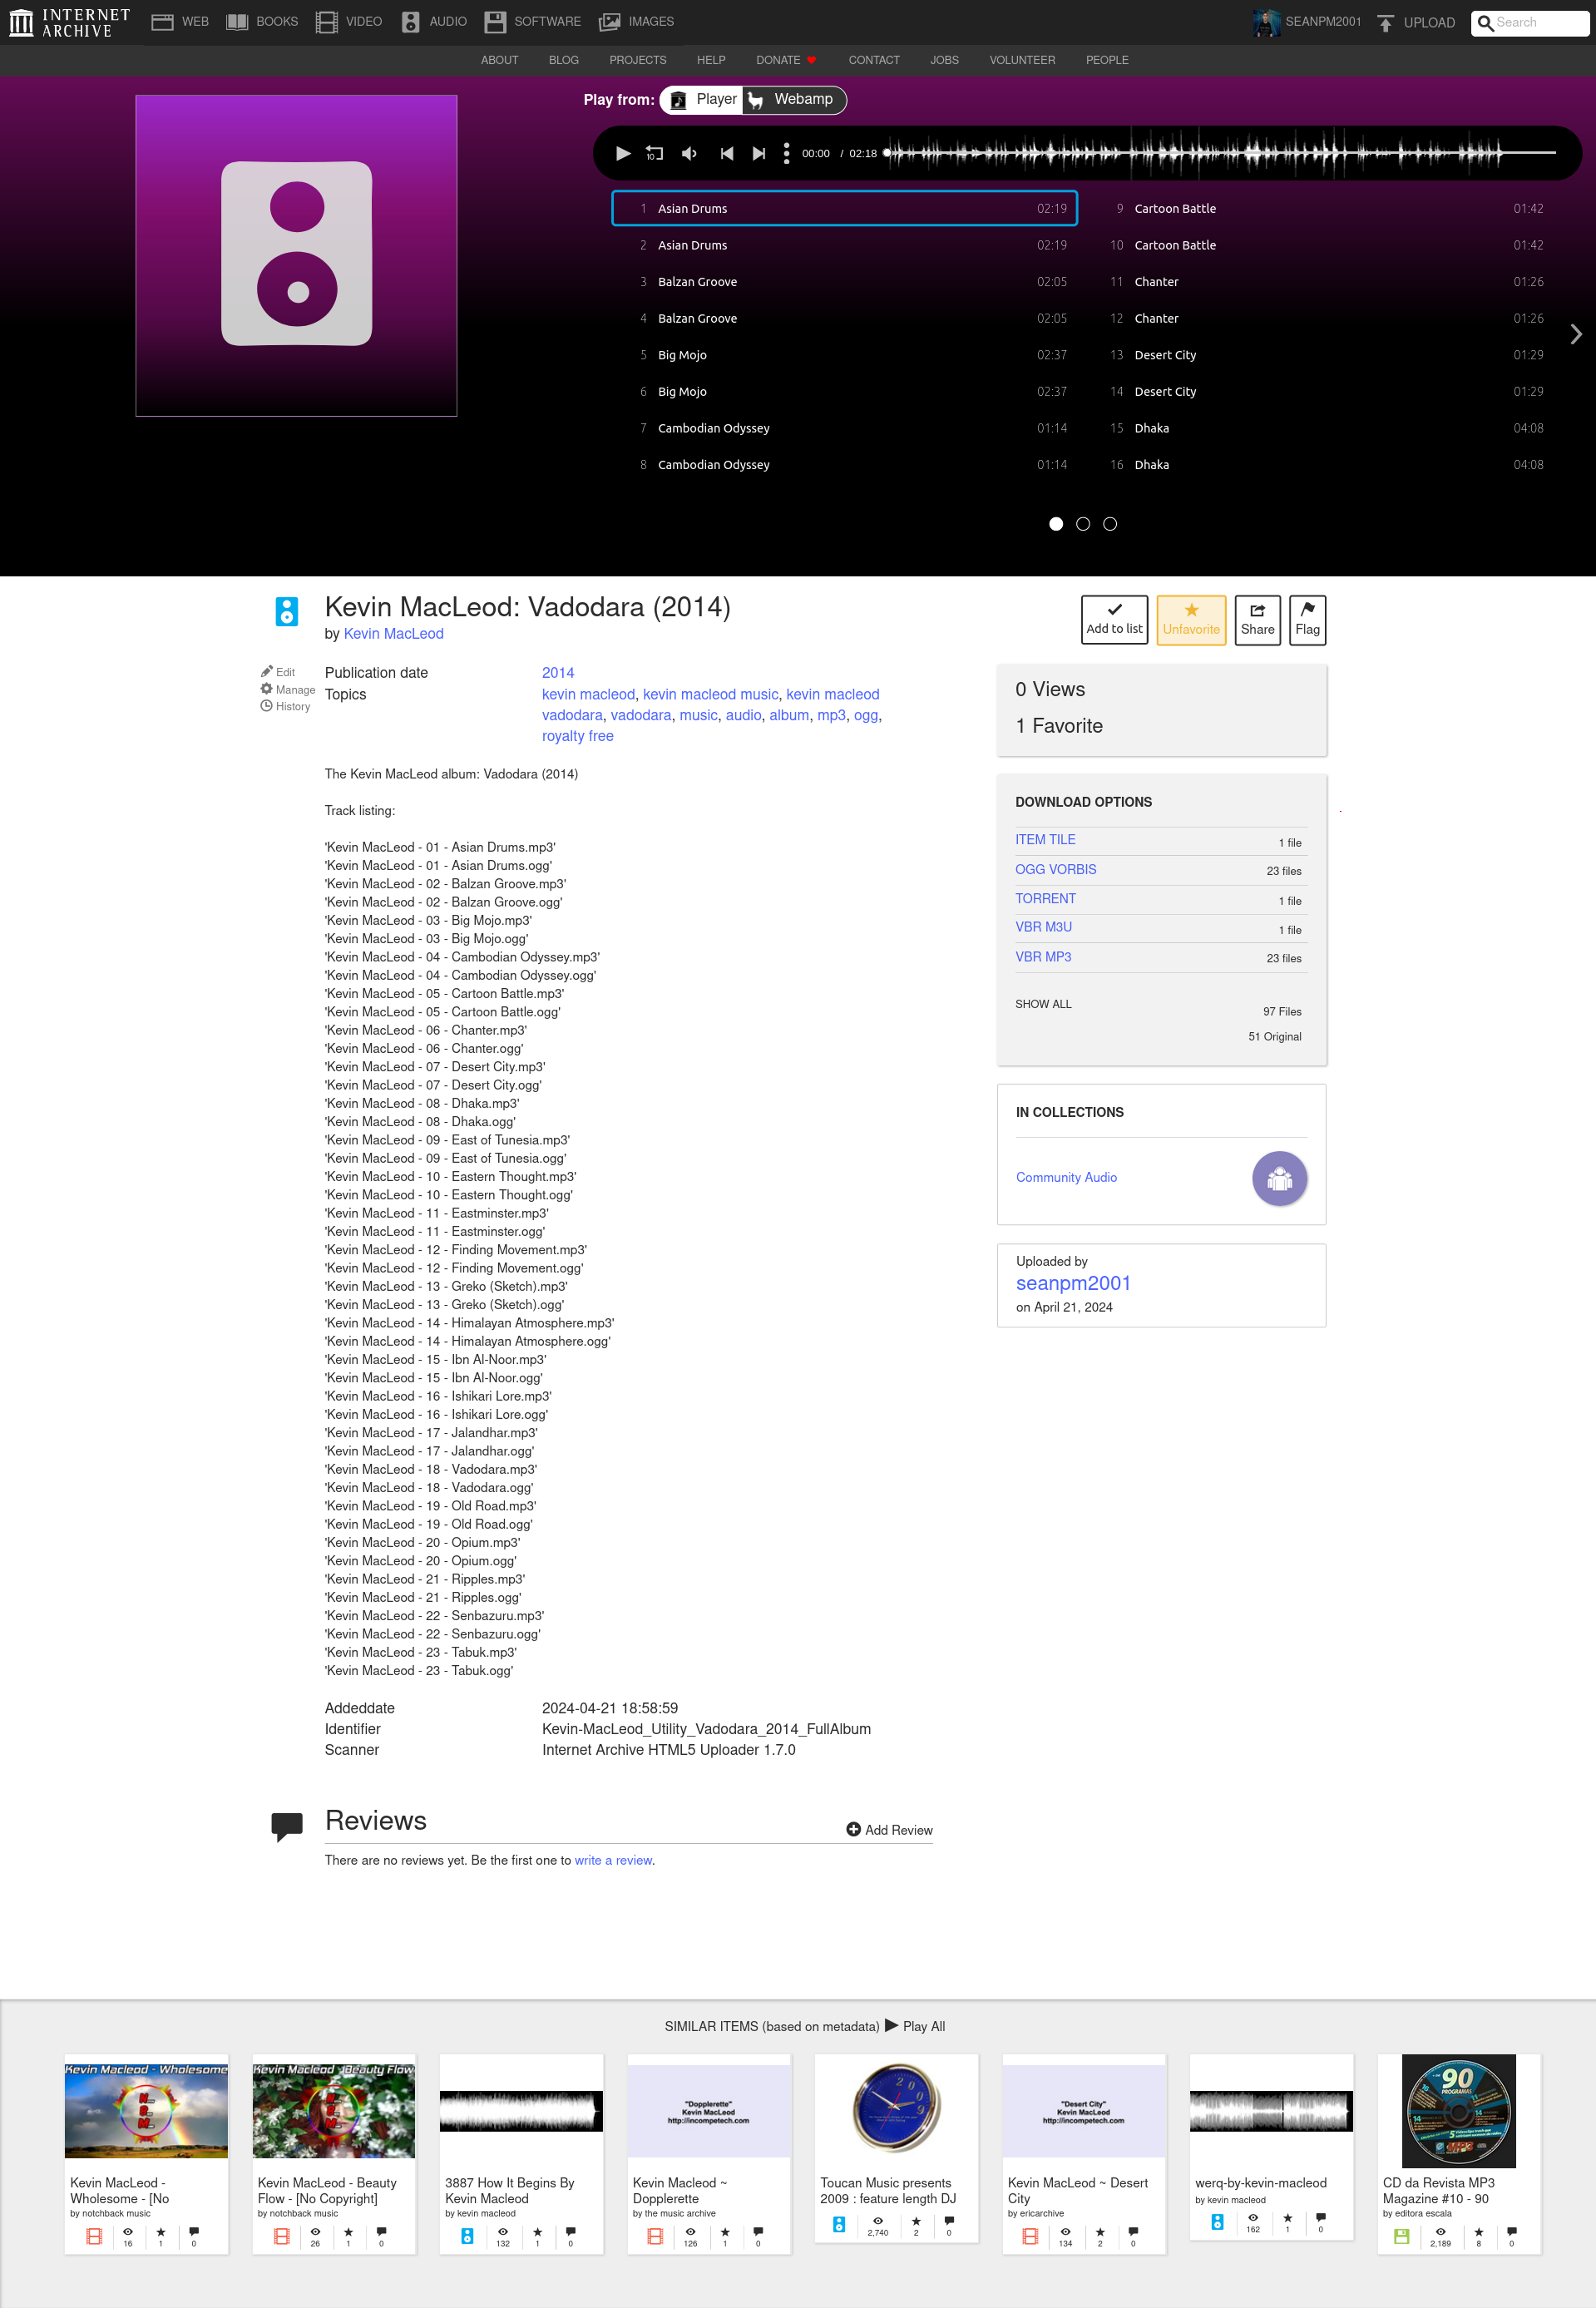 INTERNET ARCHIVE
WEB BOOKS VIDEO AUDIO SOFTWARE IMAGES SEANPM2001 UPLOAD Search
ABOUT BLOG PROJECTS HELP DONATE CONTACT JOBS VOLUNTEER PEOPLE
Play from: Player Webamp
10 00:00 / 02:18
1 Asian Drums 02:19
2 Asian Drums 02:19
3 Balzan Groove 02:05
4 Balzan Groove 02:05
5 Big Mojo 02:37
6 Big Mojo 02:37
7 Cambodian Odyssey 01:14
8 Cambodian Odyssey 01:14
9 Cartoon Battle 01:42
10 Cartoon Battle 01:42
11 Chanter 01:26
12 Chanter 01:26
13 Desert City 01:29
14 Desert City 01:29
15 Dhaka 04:08
16 Dhaka 04:08
Kevin MacLeod: Vadodara (2014)
by Kevin MacLeod
Add to list
Unfavorite
Share
Flag
Edit
Manage
History
Publication date 2014
Topics kevin macleod, kevin macleod music, kevin macleod
vadodara, vadodara, music, audio, album, mp3, ogg,
royalty free
The Kevin MacLeod album: Vadodara (2014)
Track listing:
'Kevin MacLeod - 01 - Asian Drums.mp3'
'Kevin MacLeod - 01 - Asian Drums.ogg'
'Kevin MacLeod - 02 - Balzan Groove.mp3'
'Kevin MacLeod - 02 - Balzan Groove.ogg'
'Kevin MacLeod - 03 - Big Mojo.mp3'
'Kevin MacLeod - 03 - Big Mojo.ogg'
'Kevin MacLeod - 04 - Cambodian Odyssey.mp3'
'Kevin MacLeod - 04 - Cambodian Odyssey.ogg'
'Kevin MacLeod - 05 - Cartoon Battle.mp3'
'Kevin MacLeod - 05 - Cartoon Battle.ogg'
'Kevin MacLeod - 06 - Chanter.mp3'
'Kevin MacLeod - 06 - Chanter.ogg'
'Kevin MacLeod - 07 - Desert City.mp3'
'Kevin MacLeod - 07 - Desert City.ogg'
'Kevin MacLeod - 08 - Dhaka.mp3'
'Kevin MacLeod - 08 - Dhaka.ogg'
'Kevin MacLeod - 09 - East of Tunesia.mp3'
'Kevin MacLeod - 09 - East of Tunesia.ogg'
'Kevin MacLeod - 10 - Eastern Thought.mp3'
'Kevin MacLeod - 10 - Eastern Thought.ogg'
'Kevin MacLeod - 11 - Eastminster.mp3'
'Kevin MacLeod - 11 - Eastminster.ogg'
'Kevin MacLeod - 12 - Finding Movement.mp3'
'Kevin MacLeod - 12 - Finding Movement.ogg'
'Kevin MacLeod - 13 - Greko (Sketch).mp3'
'Kevin MacLeod - 13 - Greko (Sketch).ogg'
'Kevin MacLeod - 14 - Himalayan Atmosphere.mp3'
'Kevin MacLeod - 14 - Himalayan Atmosphere.ogg'
'Kevin MacLeod - 15 - Ibn Al-Noor.mp3'
'Kevin MacLeod - 15 - Ibn Al-Noor.ogg'
'Kevin MacLeod - 16 - Ishikari Lore.mp3'
'Kevin MacLeod - 16 - Ishikari Lore.ogg'
'Kevin MacLeod - 17 - Jalandhar.mp3'
'Kevin MacLeod - 17 - Jalandhar.ogg'
'Kevin MacLeod - 18 - Vadodara.mp3'
'Kevin MacLeod - 18 - Vadodara.ogg'
'Kevin MacLeod - 19 - Old Road.mp3'
'Kevin MacLeod - 19 - Old Road.ogg'
'Kevin MacLeod - 20 - Opium.mp3'
'Kevin MacLeod - 20 - Opium.ogg'
'Kevin MacLeod - 21 - Ripples.mp3'
'Kevin MacLeod - 21 - Ripples.ogg'
'Kevin MacLeod - 22 - Senbazuru.mp3'
'Kevin MacLeod - 22 - Senbazuru.ogg'
'Kevin MacLeod - 23 - Tabuk.mp3'
'Kevin MacLeod - 23 - Tabuk.ogg'
Addeddate 2024-04-21 18:58:59
Identifier Kevin-MacLeod_Utility_Vadodara_2014_FullAlbum
Scanner Internet Archive HTML5 Uploader 1.7.0
0 Views
1 Favorite
DOWNLOAD OPTIONS
ITEM TILE 1 file
OGG VORBIS 23 files
TORRENT 1 file
VBR M3U 1 file
VBR MP3 23 files
SHOW ALL 97 Files
51 Original
IN COLLECTIONS
Community Audio
Uploaded by
seanpm2001
on April 21, 2024
Reviews
Add Review
There are no reviews yet. Be the first one to write a review.
SIMILAR ITEMS (based on metadata) Play All
Kevin Macleod - Wholesome
Kevin MacLeod -
Wholesome - [No
by notchback music
16 1 0
Kevin Macleod - Beauty Flow
Kevin MacLeod - Beauty
Flow - [No Copyright]
by notchback music
26 1 0
3887 How It Begins By
Kevin Macleod
by kevin macleod
132 1 0
"Dopplerette"
Kevin MacLeod
http://incompetech.com
Kevin Macleod ~
Dopplerette
by the music archive
126 1 0
2009
Toucan Music presents
2009 : feature length DJ
2,740 2 0
"Desert City"
Kevin MacLeod
http://incompetech.com
Kevin MacLeod ~ Desert
City
by ericarchive
134 2 0
werq-by-kevin-macleod
by kevin macleod
162 1 0
90
PROGRAMAS
MP3
CD da Revista MP3
Magazine #10 - 90
by editora escala
2,189 8 0